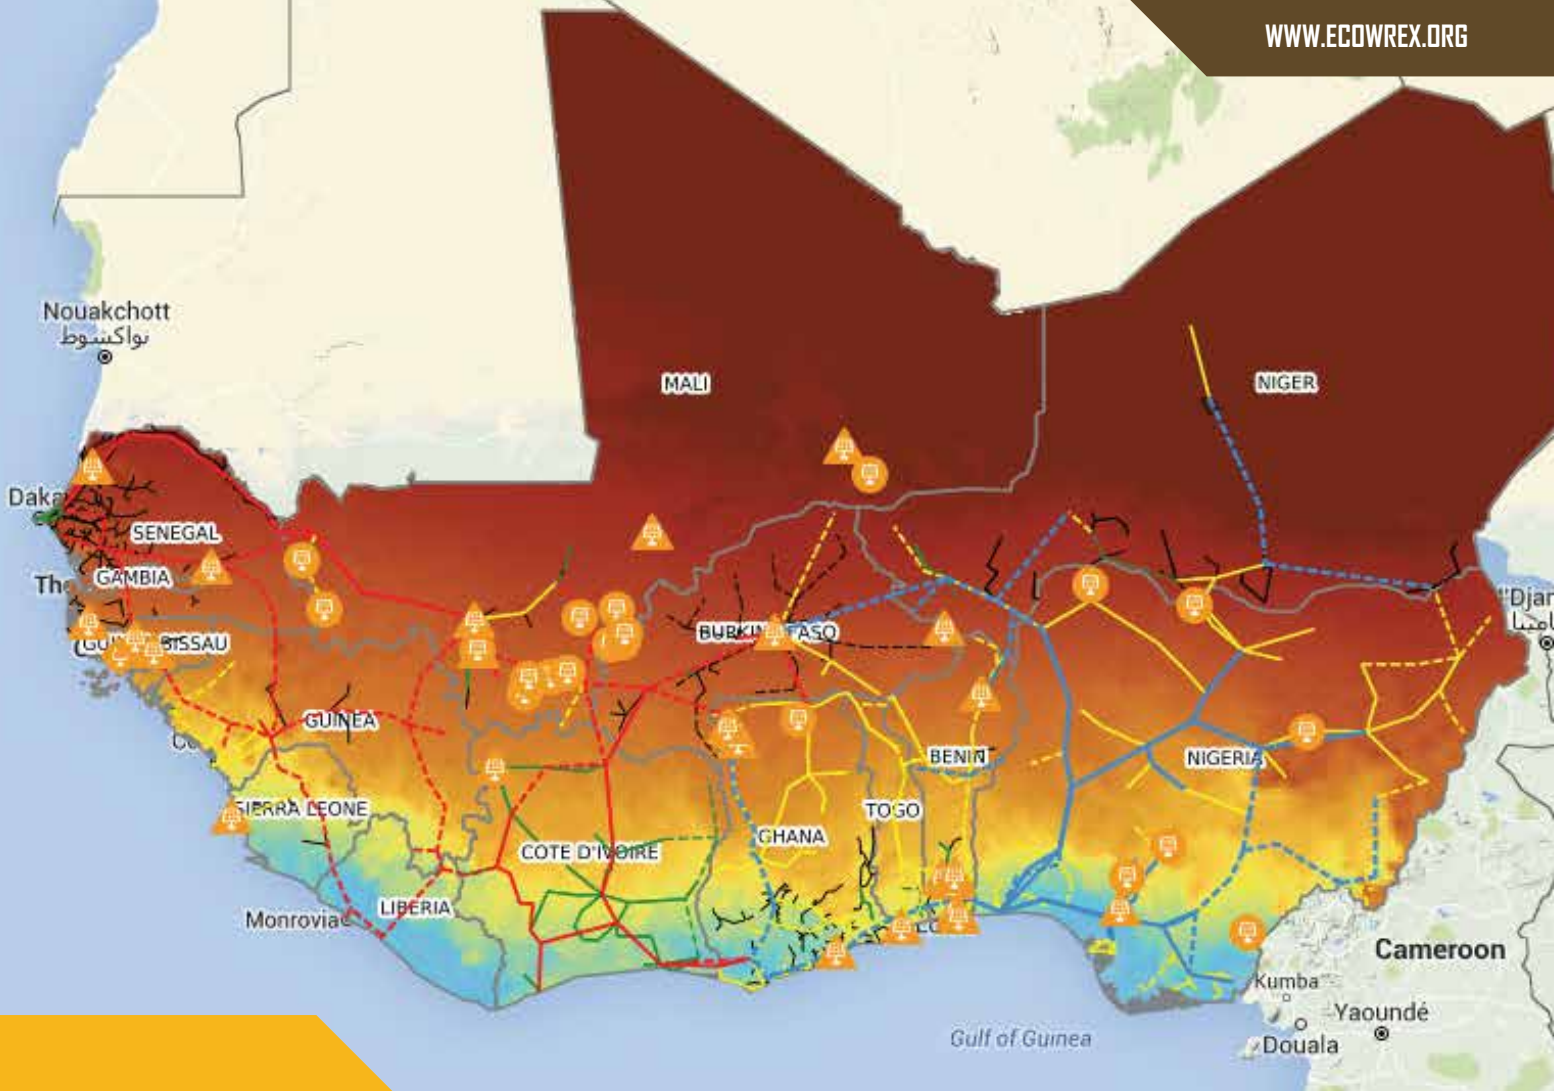 WWW.ECOWREX.ORG
Nouakchott
نواكشوط
MALI
NIGER
SENEGAL
GAMBIA
BISSAU
GUINEA
SIERRA LEONE
Monrovia
LIBERIA
COTE D'IVOIRE
GHANA
TOGO
BENIN
NIGERIA
Cameroon
Kumba
Yaoundé
Douala
Gulf of Guinea